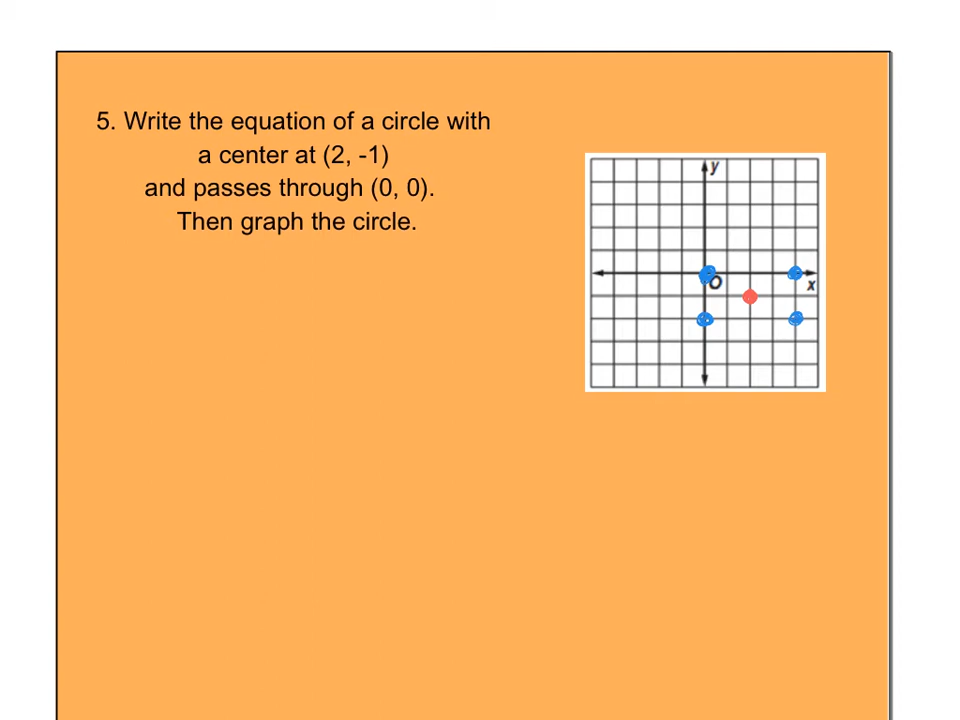 5. Write the equation of a circle with
a center at (2, -1)
and passes through (0, 0).
Then graph the circle.
y
O
x